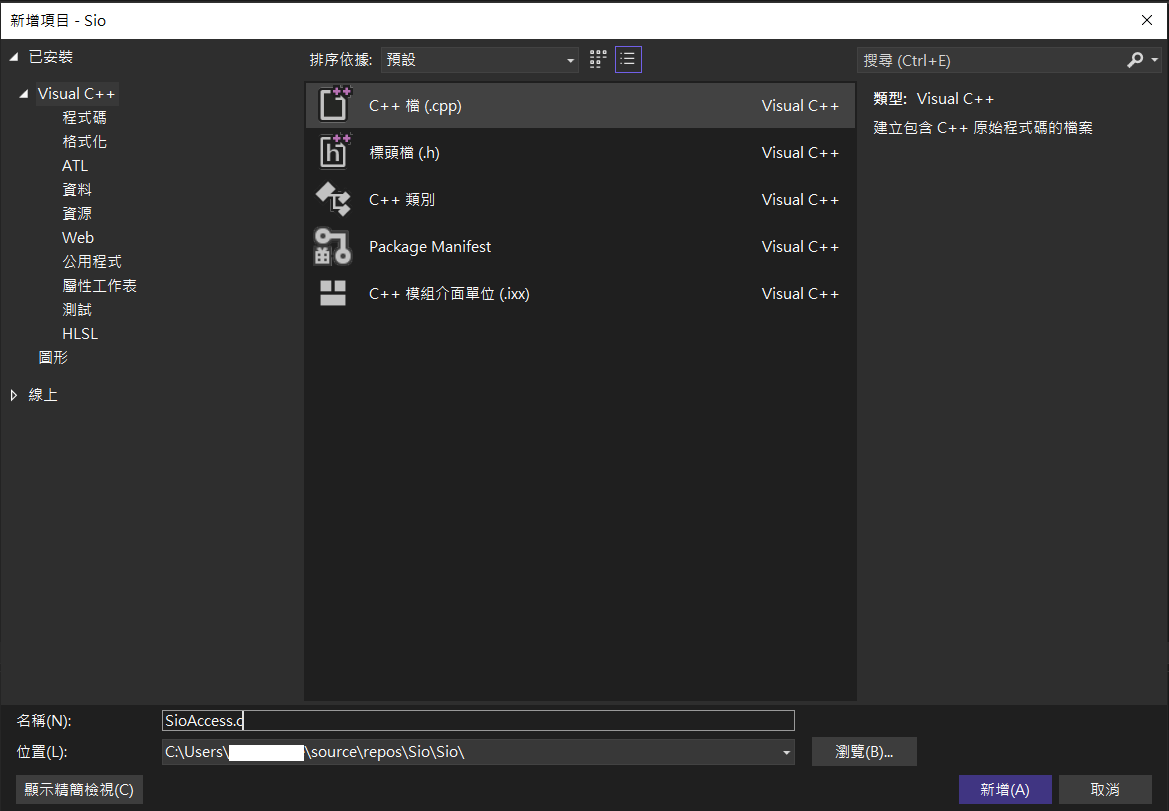 新增項目 - Sio
已安裝
Visual C++
程式碼
格式化
ATL
資料
資源
Web
公用程式
屬性工作表
測試
HLSL
圖形
線上
排序依據: 預設
C++ 檔 (.cpp) Visual C++
標頭檔 (.h) Visual C++
C++ 類別 Visual C++
Package Manifest Visual C++
C++ 模組介面單位 (.ixx) Visual C++
搜尋 (Ctrl+E)
類型: Visual C++
建立包含 C++ 原始程式碼的檔案
名稱(N): SioAccess.c
位置(L): C:\Users\ \source\repos\Sio\Sio\
瀏覽(B)...
顯示精簡檢視(C)
新增(A)
取消